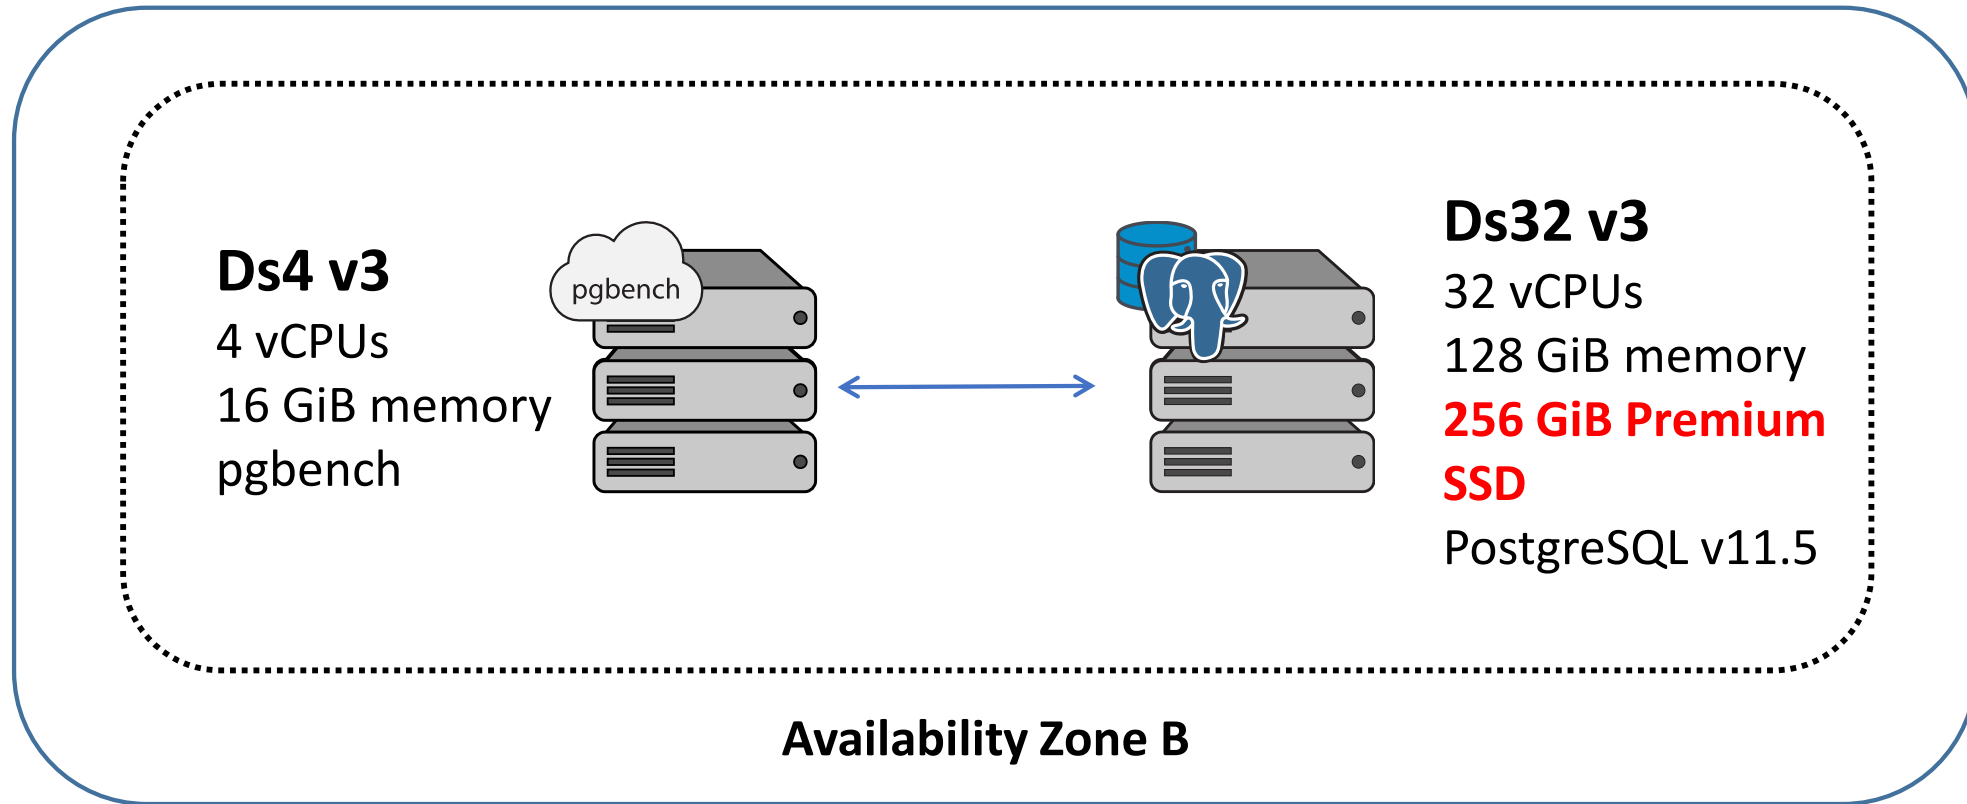 Ds4 v3
4 vCPUs
16 GiB memory
pgbench
pgbench
Ds32 v3
32 vCPUs
128 GiB memory
256 GiB Premium
SSD
PostgreSQL v11.5
Availability Zone B